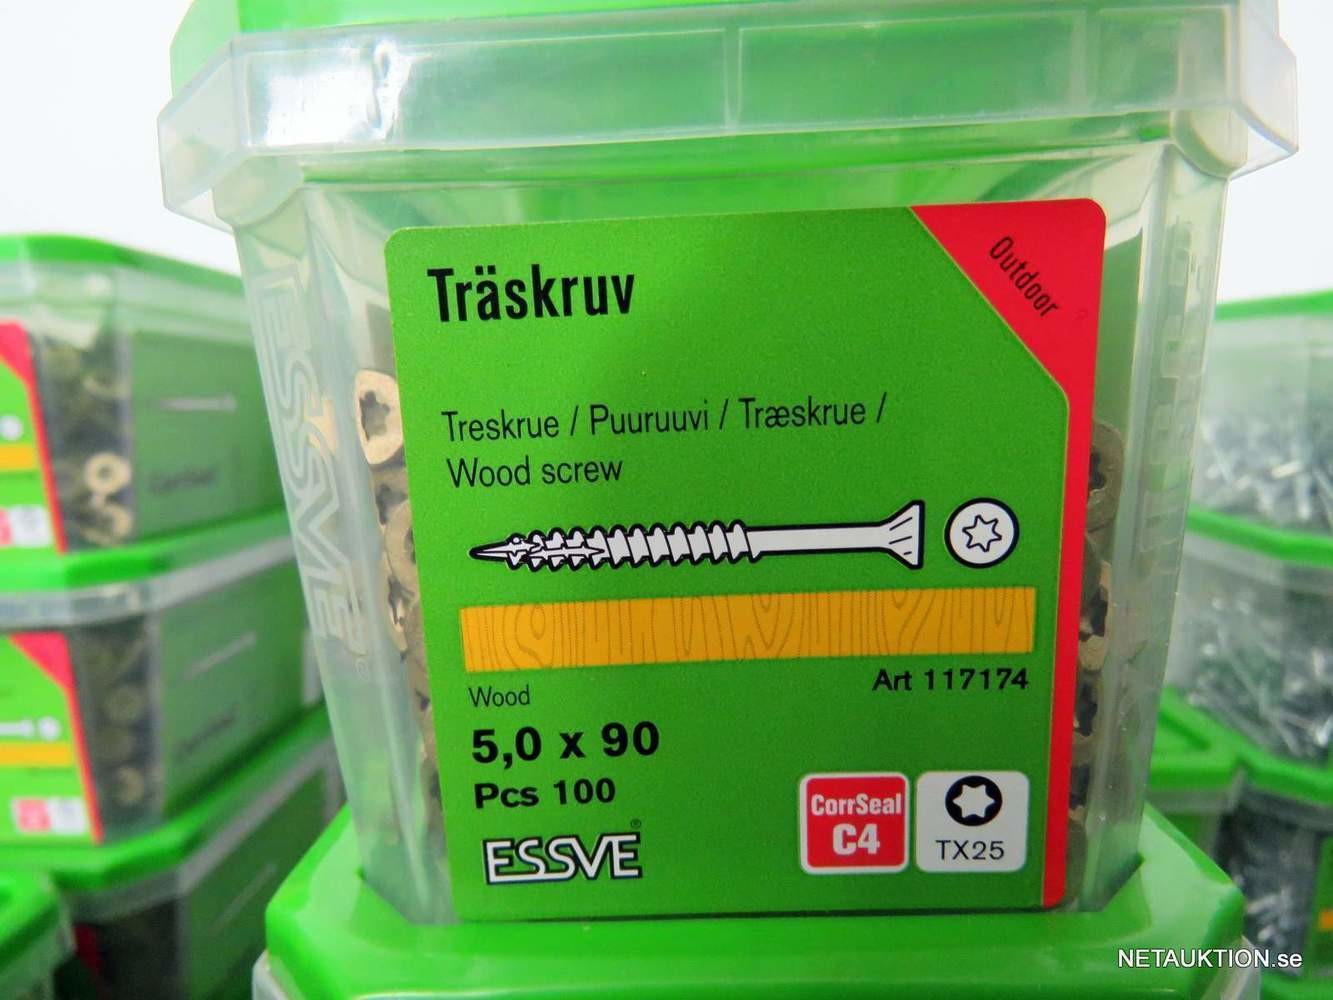 Träskruv
Outdoor
Treskrue / Puuruuvi / Træskrue /
Wood screw
Art 117174
Wood
5,0 x 90
Pcs 100
ESSVE®
CorrSeal
C4
TX25
ESSVE
NETAUKTION.se